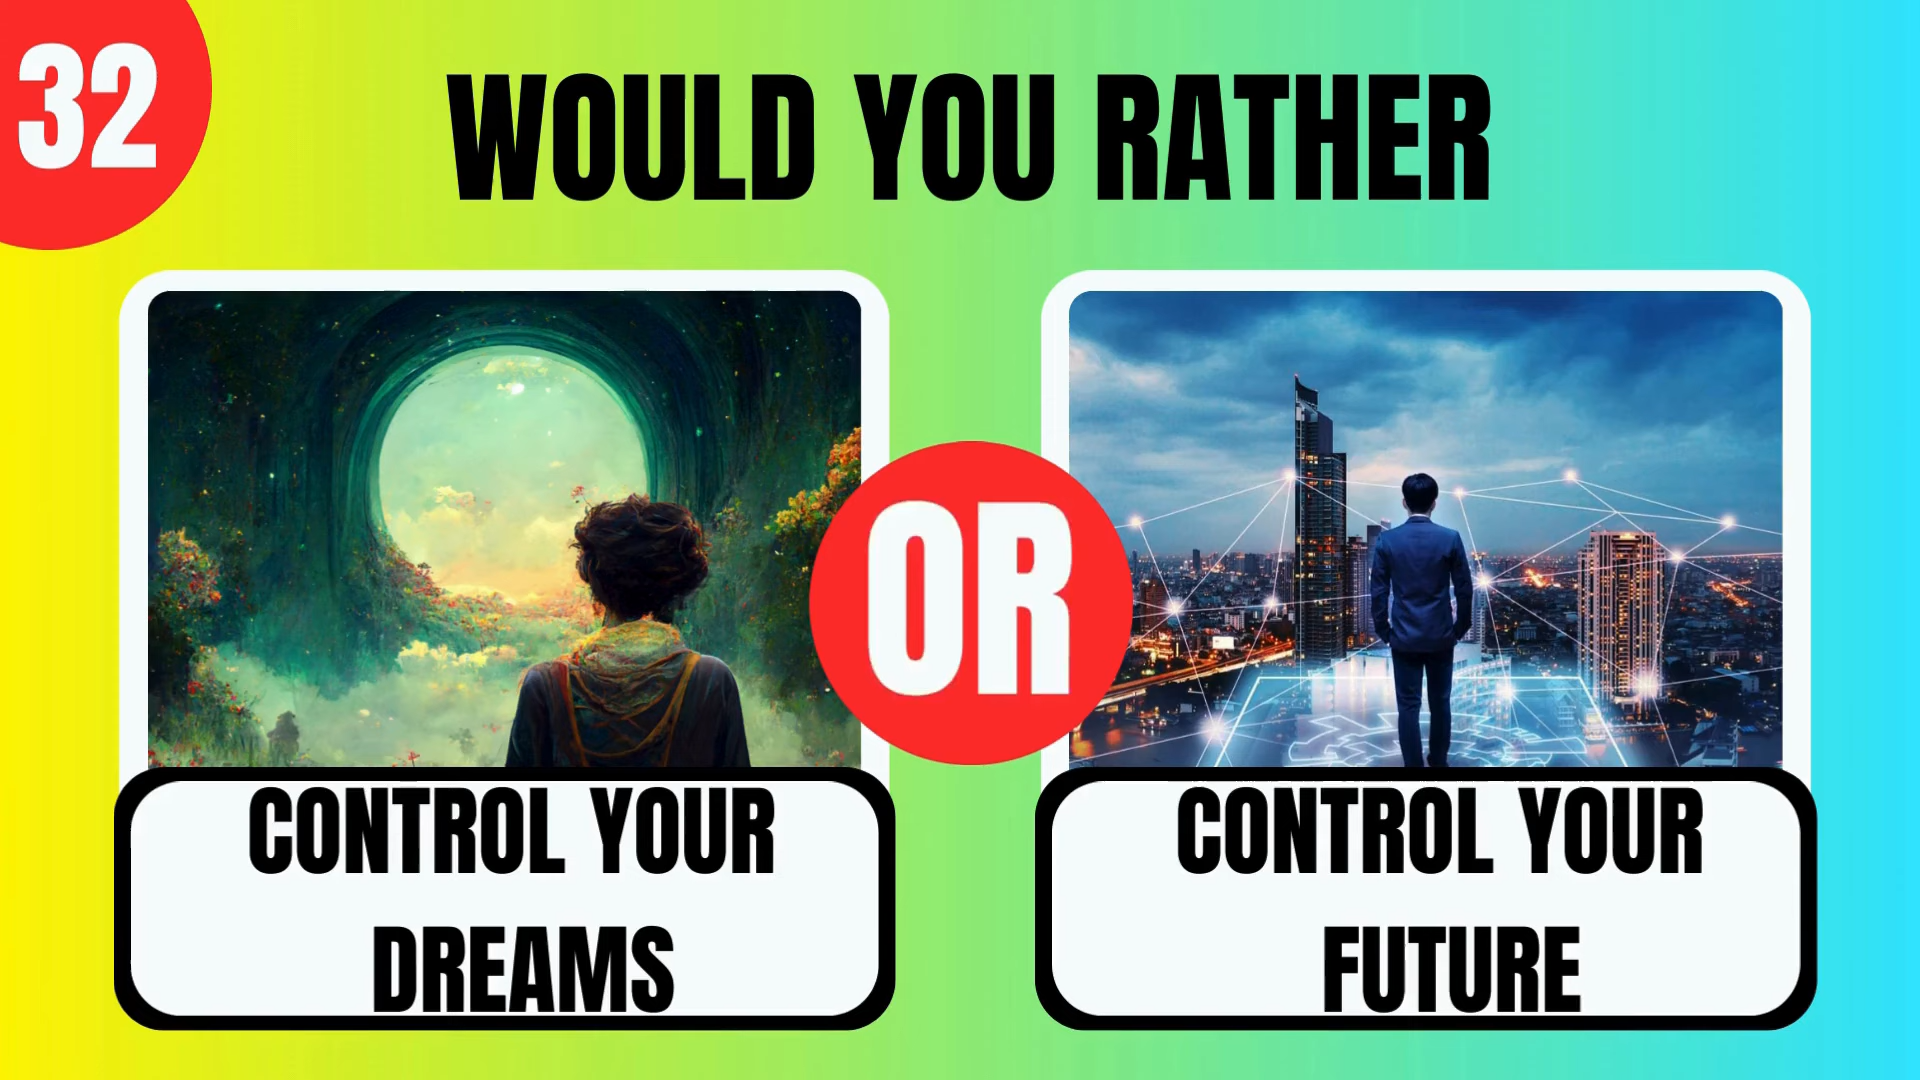 32
WOULD YOU RATHER
OR
CONTROL YOUR
DREAMS
CONTROL YOUR
FUTURE